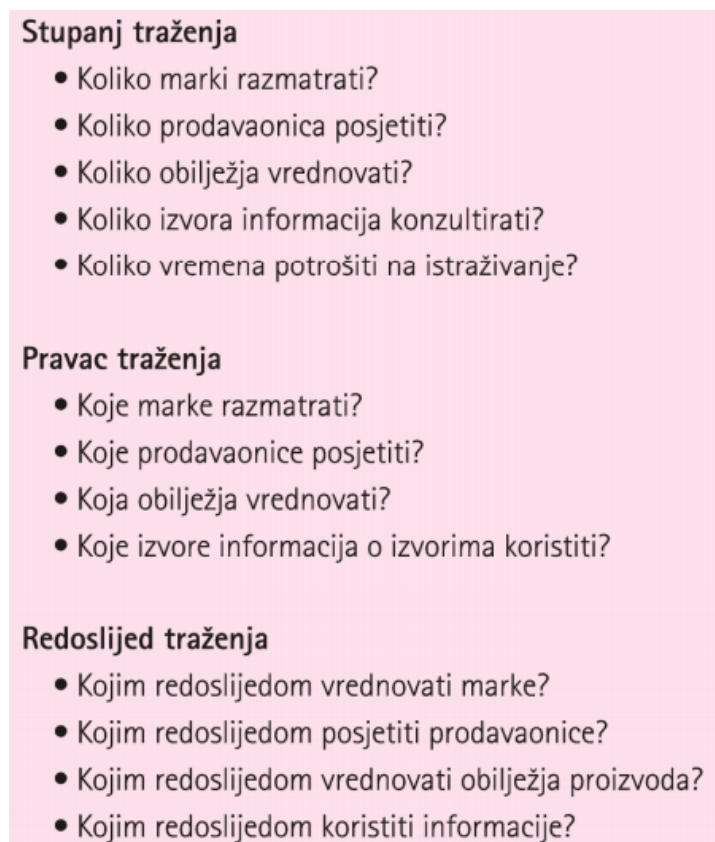 Stupanj traženja
• Koliko marki razmatrati?
• Koliko prodavaonica posjetiti?
• Koliko obilježja vrednovati?
• Koliko izvora informacija konzultirati?
• Koliko vremena potrošiti na istraživanje?
Pravac traženja
• Koje marke razmatrati?
• Koje prodavaonice posjetiti?
• Koja obilježja vrednovati?
• Koje izvore informacija o izvorima koristiti?
Redoslijed traženja
• Kojim redoslijedom vrednovati marke?
• Kojim redoslijedom posjetiti prodavaonice?
• Kojim redoslijedom vrednovati obilježja proizvoda?
• Kojim redoslijedom koristiti informacije?